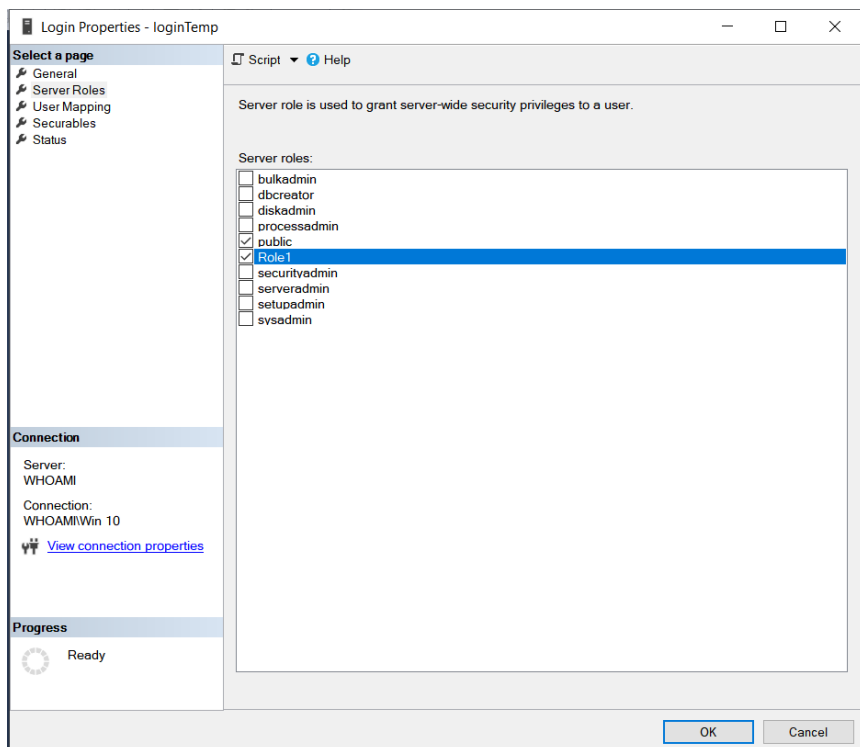 Login Properties - loginTemp
Select a page
General
Server Roles
User Mapping
Securables
Status
Script
Help
Server role is used to grant server-wide security privileges to a user.
Server roles:
bulkadmin
dbcreator
diskadmin
processadmin
public
Role1
securityadmin
serveradmin
setupadmin
sysadmin
Connection
Server:
WHOAMI
Connection:
WHOAMI\Win 10
View connection properties
Progress
Ready
OK
Cancel